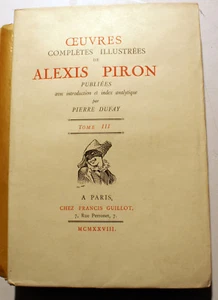 ŒUVRES
COMPLÈTES ILLUSTRÉES
DE
ALEXIS PIRON
PUBLIÉES
avec introduction et index analytique
par
PIERRE DUFAY
TOME III
A PARIS,
CHEZ FRANCIS GUILLOT,
7, Rue Perronet, 7.
MCMXXVIII.